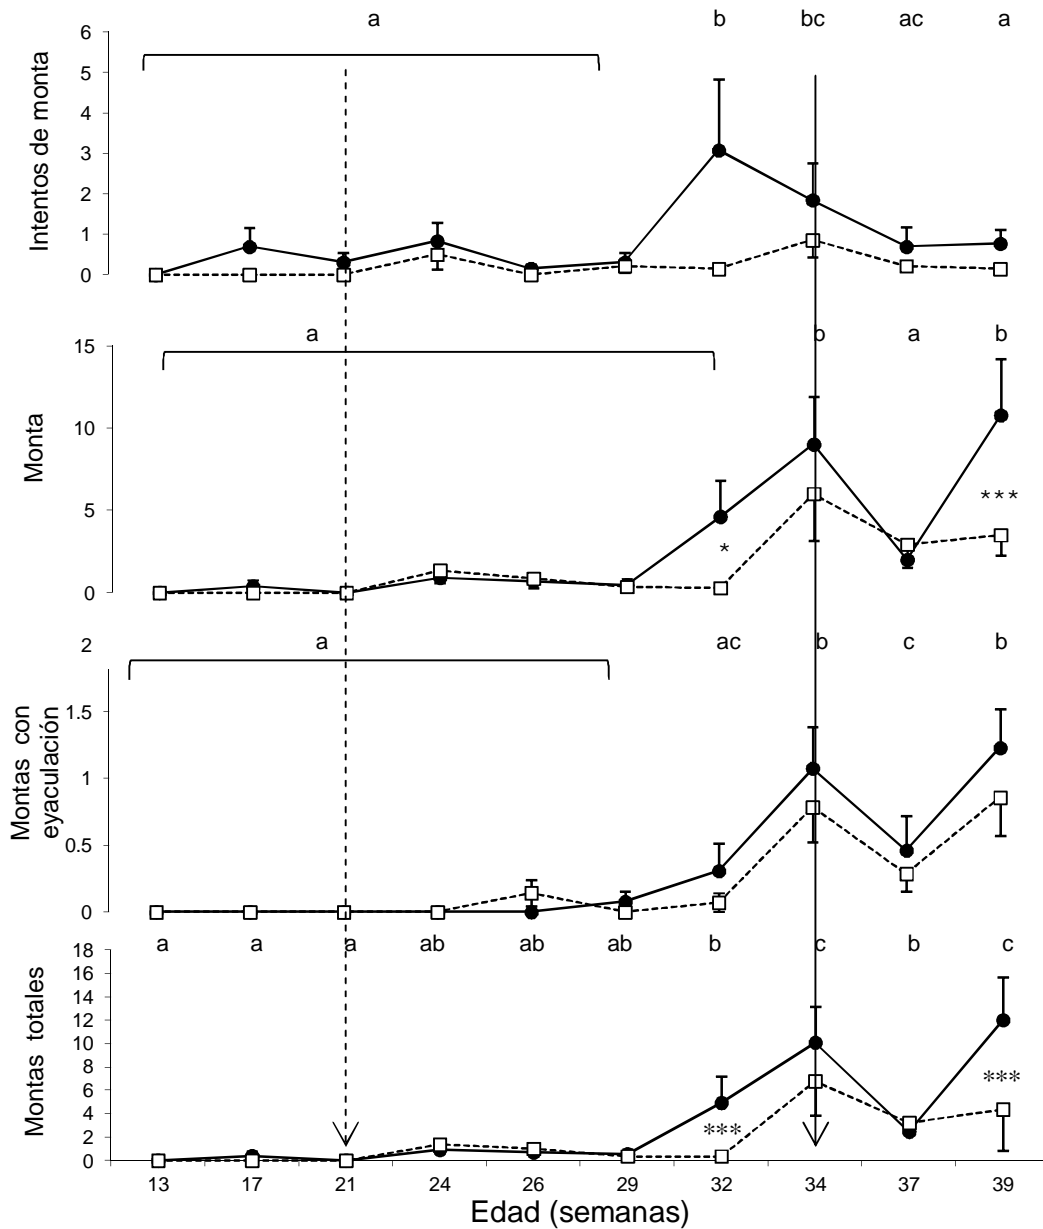 a b bc ac a
6
5
4
3
2
1
0
Intentos de monta
a b a b
15
10
5
0
Monta
*
***
2 a ac b c b
1.5
1
0.5
0
Montas con
eyaculación
a a a ab ab ab b c b c
18
16
14
12
10
8
6
4
2
0
Montas totales
***
***
13 17 21 24 26 29 32 34 37 39
Edad (semanas)